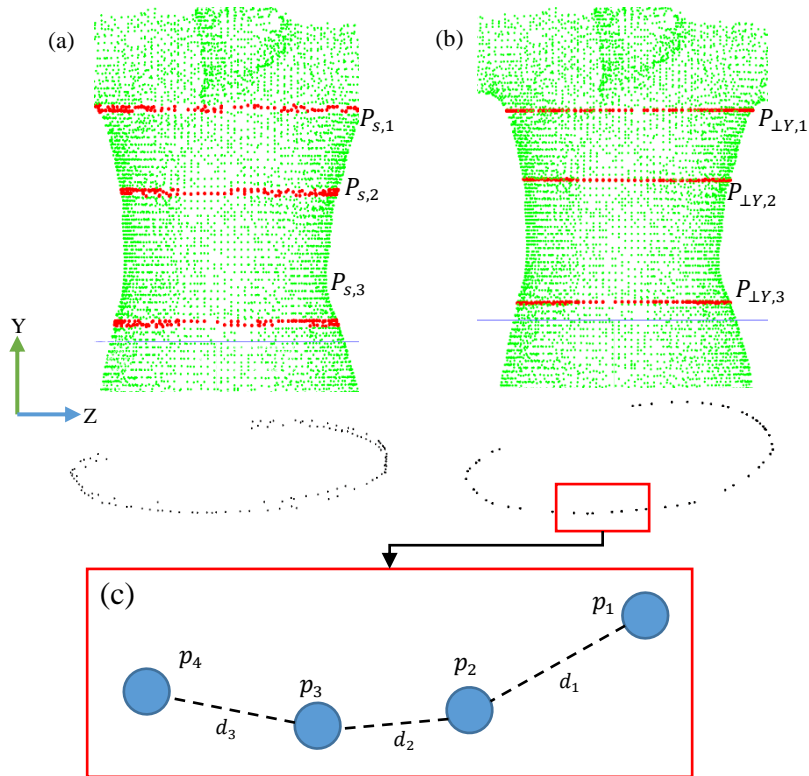 (a)
(b)
P_{s,1}
P_{⊥Y,1}
P_{s,2}
P_{⊥Y,2}
P_{s,3}
P_{⊥Y,3}
Y
Z
(c)
p_1
p_4
p_2
p_3
d_1
d_3
d_2